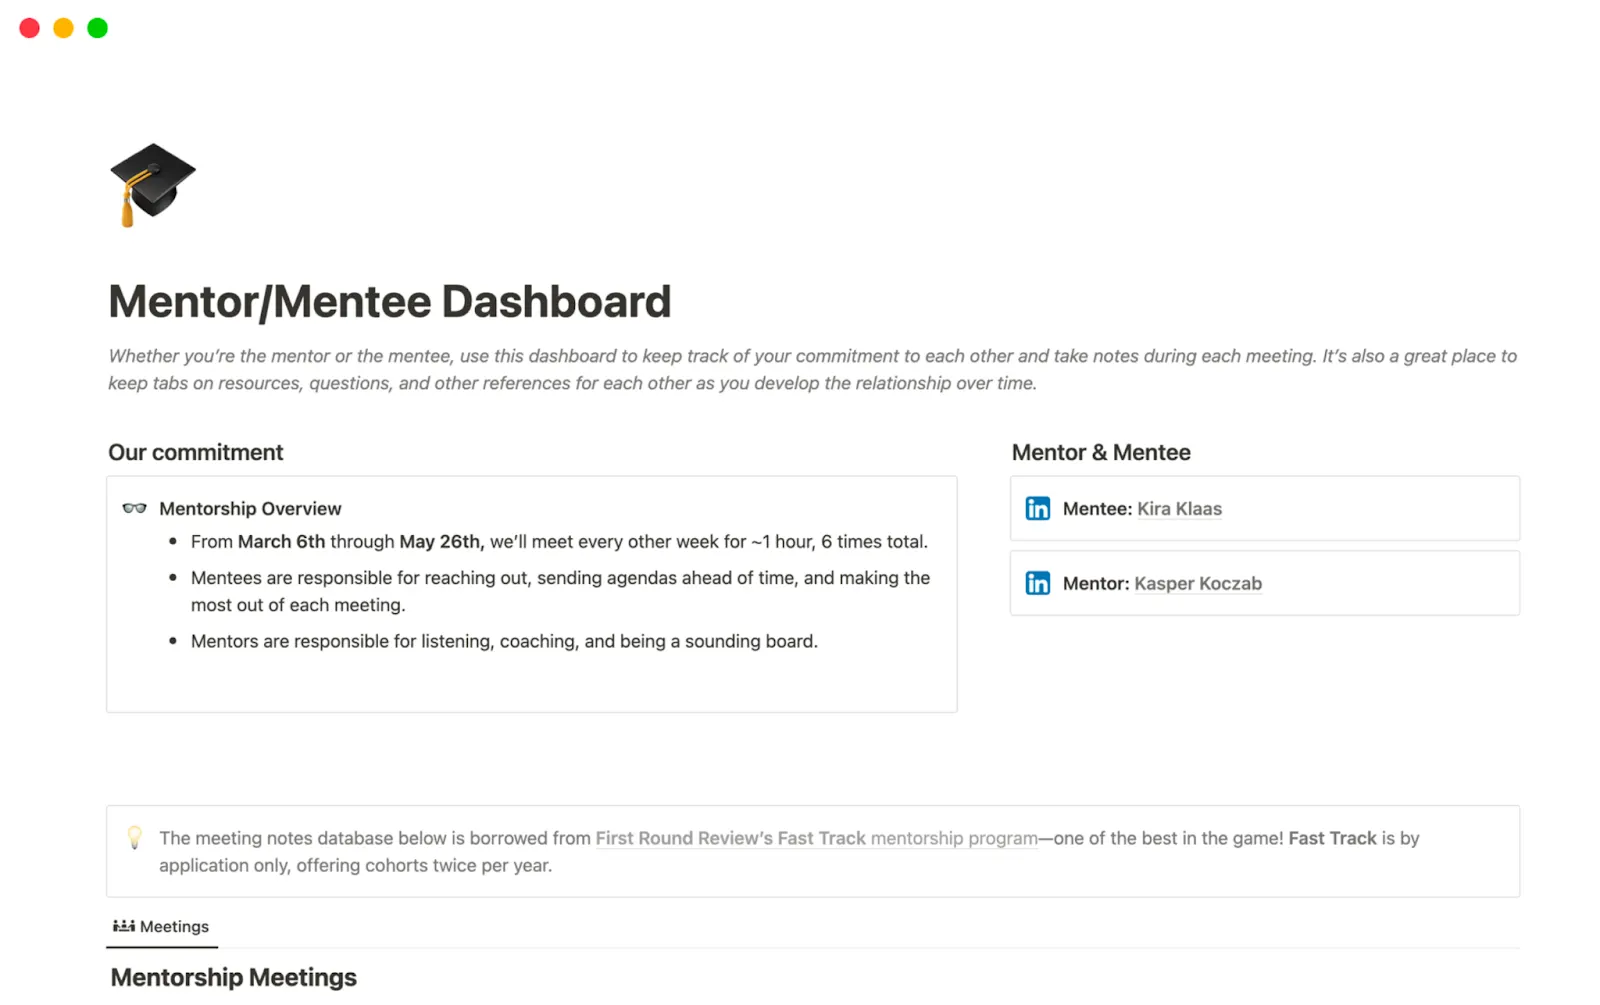 Mentor/Mentee Dashboard
Whether you’re the mentor or the mentee, use this dashboard to keep track of your commitment to each other and take notes during each meeting. It’s also a great place to
keep tabs on resources, questions, and other references for each other as you develop the relationship over time.
Our commitment
Mentorship Overview
• From March 6th through May 26th, we’ll meet every other week for ~1 hour, 6 times total.
• Mentees are responsible for reaching out, sending agendas ahead of time, and making the
most out of each meeting.
• Mentors are responsible for listening, coaching, and being a sounding board.
Mentor & Mentee
in Mentee: Kira Klaas
in Mentor: Kasper Koczab
The meeting notes database below is borrowed from First Round Review’s Fast Track mentorship program—one of the best in the game! Fast Track is by
application only, offering cohorts twice per year.
Meetings
Mentorship Meetings